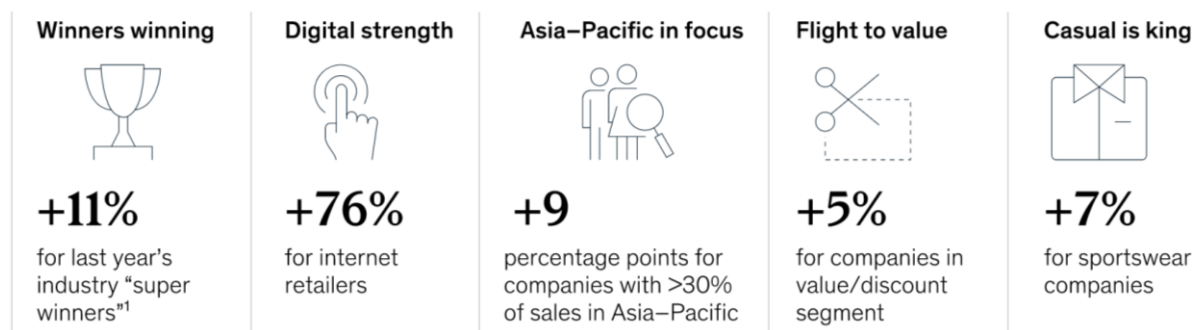 Winners winning
+11%
for last year’s
industry “super
winners”¹
Digital strength
+76%
for internet
retailers
Asia–Pacific in focus
+9
percentage points for
companies with >30%
of sales in Asia–Pacific
Flight to value
+5%
for companies in
value/discount
segment
Casual is king
+7%
for sportswear
companies